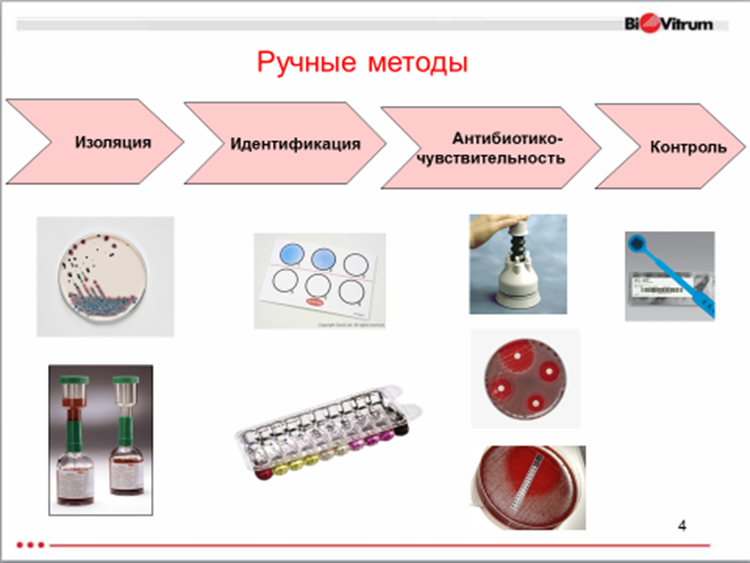 BioVitrum
Ручные методы
Изоляция
Идентификация
Антибиотико-
чувствительность
Контроль
4